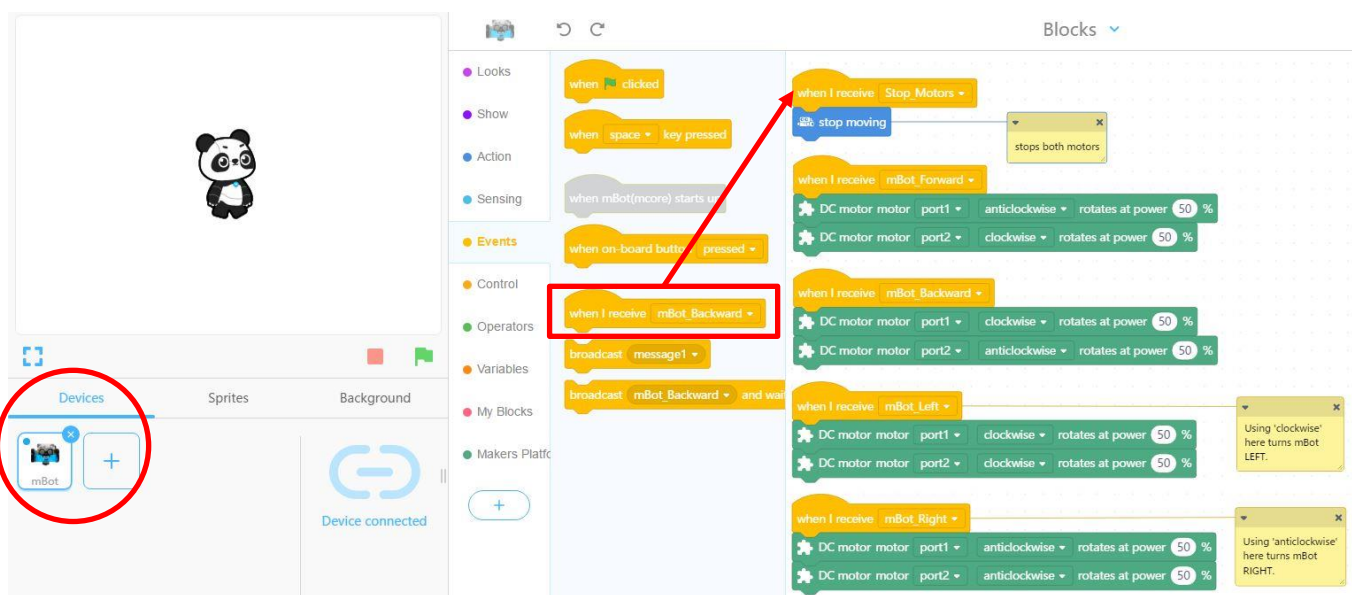 Blocks
Looks
Show
Action
Sensing
Events
Control
Operators
Variables
My Blocks
Makers Platfo
+
when clicked
when space key pressed
when mBot(mcore) starts u
when on-board button pressed
when I receive mBot_Backward
broadcast message1
broadcast mBot_Backward and wai
when I receive Stop_Motors
stop moving
stops both motors
when I receive mBot_Forward
DC motor motor port1 anticlockwise rotates at power 50 %
DC motor motor port2 clockwise rotates at power 50 %
when I receive mBot_Backward
DC motor motor port1 clockwise rotates at power 50 %
DC motor motor port2 anticlockwise rotates at power 50 %
when I receive mBot_Left
DC motor motor port1 clockwise rotates at power 50 %
DC motor motor port2 clockwise rotates at power 50 %
Using 'clockwise'
here turns mBot
LEFT.
when I receive mBot_Right
DC motor motor port1 anticlockwise rotates at power 50 %
DC motor motor port2 anticlockwise rotates at power 50 %
Using 'anticlockwise'
here turns mBot
RIGHT.
Devices Sprites Background
mBot
+
Device connected